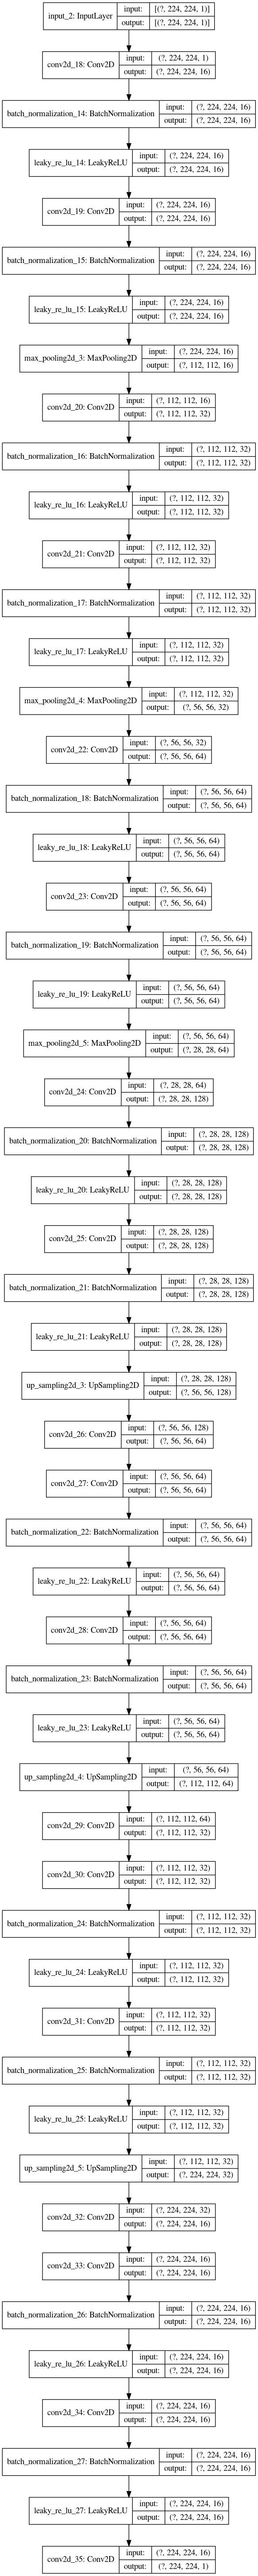 input_2: InputLayer
input: [(?, 224, 224, 1)]
output: [(?, 224, 224, 1)]
conv2d_18: Conv2D
input: (?, 224, 224, 1)
output: (?, 224, 224, 16)
batch_normalization_14: BatchNormalization
input: (?, 224, 224, 16)
output: (?, 224, 224, 16)
leaky_re_lu_14: LeakyReLU
input: (?, 224, 224, 16)
output: (?, 224, 224, 16)
conv2d_19: Conv2D
input: (?, 224, 224, 16)
output: (?, 224, 224, 16)
batch_normalization_15: BatchNormalization
input: (?, 224, 224, 16)
output: (?, 224, 224, 16)
leaky_re_lu_15: LeakyReLU
input: (?, 224, 224, 16)
output: (?, 224, 224, 16)
max_pooling2d_3: MaxPooling2D
input: (?, 224, 224, 16)
output: (?, 112, 112, 16)
conv2d_20: Conv2D
input: (?, 112, 112, 16)
output: (?, 112, 112, 32)
batch_normalization_16: BatchNormalization
input: (?, 112, 112, 32)
output: (?, 112, 112, 32)
leaky_re_lu_16: LeakyReLU
input: (?, 112, 112, 32)
output: (?, 112, 112, 32)
conv2d_21: Conv2D
input: (?, 112, 112, 32)
output: (?, 112, 112, 32)
batch_normalization_17: BatchNormalization
input: (?, 112, 112, 32)
output: (?, 112, 112, 32)
leaky_re_lu_17: LeakyReLU
input: (?, 112, 112, 32)
output: (?, 112, 112, 32)
max_pooling2d_4: MaxPooling2D
input: (?, 112, 112, 32)
output: (?, 56, 56, 32)
conv2d_22: Conv2D
input: (?, 56, 56, 32)
output: (?, 56, 56, 64)
batch_normalization_18: BatchNormalization
input: (?, 56, 56, 64)
output: (?, 56, 56, 64)
leaky_re_lu_18: LeakyReLU
input: (?, 56, 56, 64)
output: (?, 56, 56, 64)
conv2d_23: Conv2D
input: (?, 56, 56, 64)
output: (?, 56, 56, 64)
batch_normalization_19: BatchNormalization
input: (?, 56, 56, 64)
output: (?, 56, 56, 64)
leaky_re_lu_19: LeakyReLU
input: (?, 56, 56, 64)
output: (?, 56, 56, 64)
max_pooling2d_5: MaxPooling2D
input: (?, 56, 56, 64)
output: (?, 28, 28, 64)
conv2d_24: Conv2D
input: (?, 28, 28, 64)
output: (?, 28, 28, 128)
batch_normalization_20: BatchNormalization
input: (?, 28, 28, 128)
output: (?, 28, 28, 128)
leaky_re_lu_20: LeakyReLU
input: (?, 28, 28, 128)
output: (?, 28, 28, 128)
conv2d_25: Conv2D
input: (?, 28, 28, 128)
output: (?, 28, 28, 128)
batch_normalization_21: BatchNormalization
input: (?, 28, 28, 128)
output: (?, 28, 28, 128)
leaky_re_lu_21: LeakyReLU
input: (?, 28, 28, 128)
output: (?, 28, 28, 128)
up_sampling2d_3: UpSampling2D
input: (?, 28, 28, 128)
output: (?, 56, 56, 128)
conv2d_26: Conv2D
input: (?, 56, 56, 128)
output: (?, 56, 56, 64)
conv2d_27: Conv2D
input: (?, 56, 56, 64)
output: (?, 56, 56, 64)
batch_normalization_22: BatchNormalization
input: (?, 56, 56, 64)
output: (?, 56, 56, 64)
leaky_re_lu_22: LeakyReLU
input: (?, 56, 56, 64)
output: (?, 56, 56, 64)
conv2d_28: Conv2D
input: (?, 56, 56, 64)
output: (?, 56, 56, 64)
batch_normalization_23: BatchNormalization
input: (?, 56, 56, 64)
output: (?, 56, 56, 64)
leaky_re_lu_23: LeakyReLU
input: (?, 56, 56, 64)
output: (?, 56, 56, 64)
up_sampling2d_4: UpSampling2D
input: (?, 56, 56, 64)
output: (?, 112, 112, 64)
conv2d_29: Conv2D
input: (?, 112, 112, 64)
output: (?, 112, 112, 32)
conv2d_30: Conv2D
input: (?, 112, 112, 32)
output: (?, 112, 112, 32)
batch_normalization_24: BatchNormalization
input: (?, 112, 112, 32)
output: (?, 112, 112, 32)
leaky_re_lu_24: LeakyReLU
input: (?, 112, 112, 32)
output: (?, 112, 112, 32)
conv2d_31: Conv2D
input: (?, 112, 112, 32)
output: (?, 112, 112, 32)
batch_normalization_25: BatchNormalization
input: (?, 112, 112, 32)
output: (?, 112, 112, 32)
leaky_re_lu_25: LeakyReLU
input: (?, 112, 112, 32)
output: (?, 112, 112, 32)
up_sampling2d_5: UpSampling2D
input: (?, 112, 112, 32)
output: (?, 224, 224, 32)
conv2d_32: Conv2D
input: (?, 224, 224, 32)
output: (?, 224, 224, 16)
conv2d_33: Conv2D
input: (?, 224, 224, 16)
output: (?, 224, 224, 16)
batch_normalization_26: BatchNormalization
input: (?, 224, 224, 16)
output: (?, 224, 224, 16)
leaky_re_lu_26: LeakyReLU
input: (?, 224, 224, 16)
output: (?, 224, 224, 16)
conv2d_34: Conv2D
input: (?, 224, 224, 16)
output: (?, 224, 224, 16)
batch_normalization_27: BatchNormalization
input: (?, 224, 224, 16)
output: (?, 224, 224, 16)
leaky_re_lu_27: LeakyReLU
input: (?, 224, 224, 16)
output: (?, 224, 224, 16)
conv2d_35: Conv2D
input: (?, 224, 224, 16)
output: (?, 224, 224, 1)